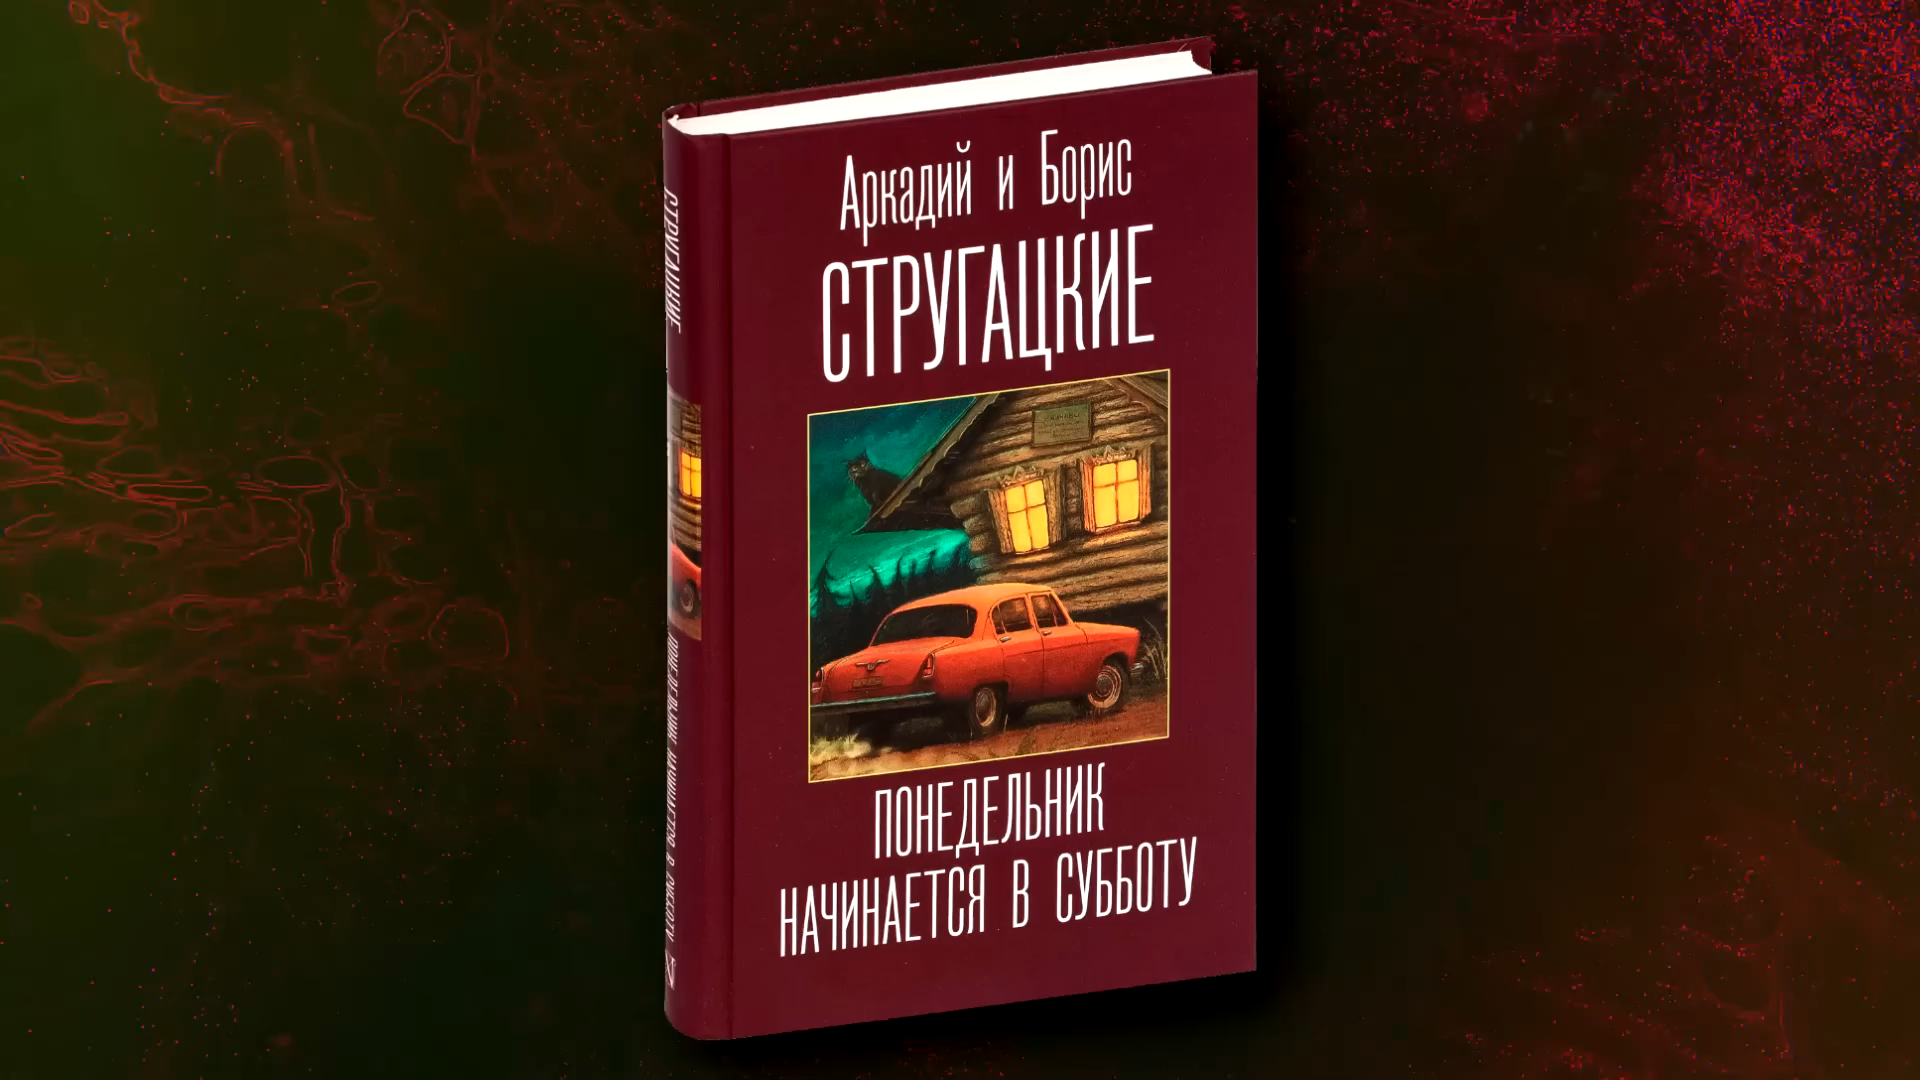 Аркадий и Борис
СТРУГАЦКИЕ
ПОНЕДЕЛЬНИК
НАЧИНАЕТСЯ В СУББОТУ
СТРУГАЦКИЕ
ПОНЕДЕЛЬНИК НАЧИНАЕТСЯ В СУББОТУ